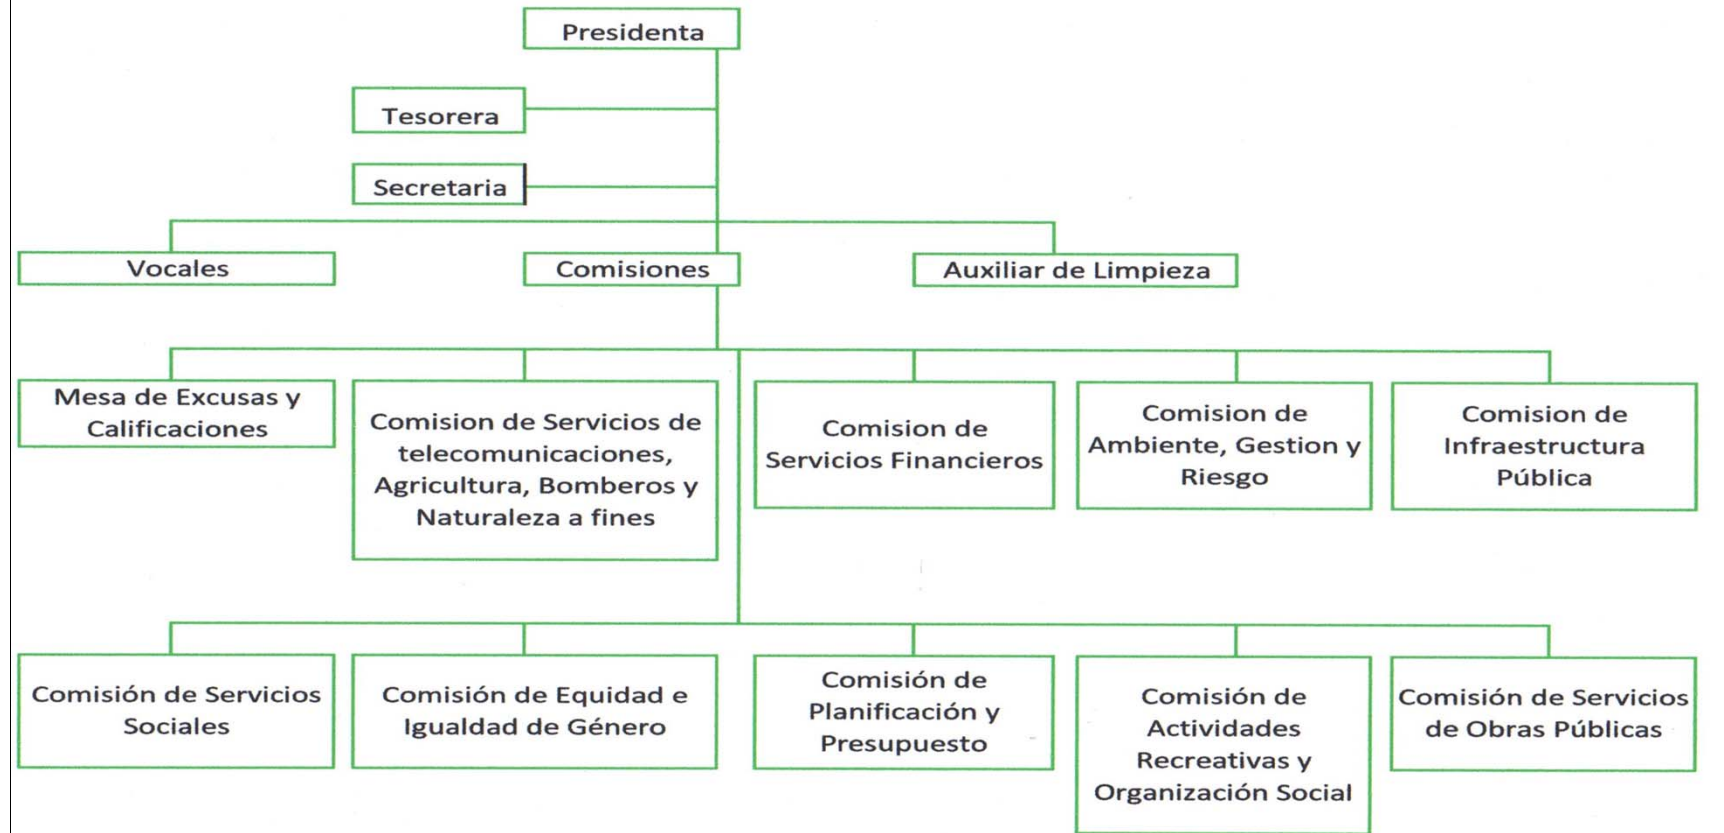 Presidenta
Tesorera
Secretaria
Vocales
Comisiones
Auxiliar de Limpieza
Mesa de Excusas y
Calificaciones
Comision de Servicios de
telecomunicaciones,
Agricultura, Bomberos y
Naturaleza a fines
Comision de
Servicios Financieros
Comision de
Ambiente, Gestion y
Riesgo
Comision de
Infraestructura
Pública
Comisión de Servicios
Sociales
Comisión de Equidad e
Igualdad de Género
Comisión de
Planificación y
Presupuesto
Comisión de
Actividades
Recreativas y
Organización Social
Comisión de Servicios
de Obras Públicas